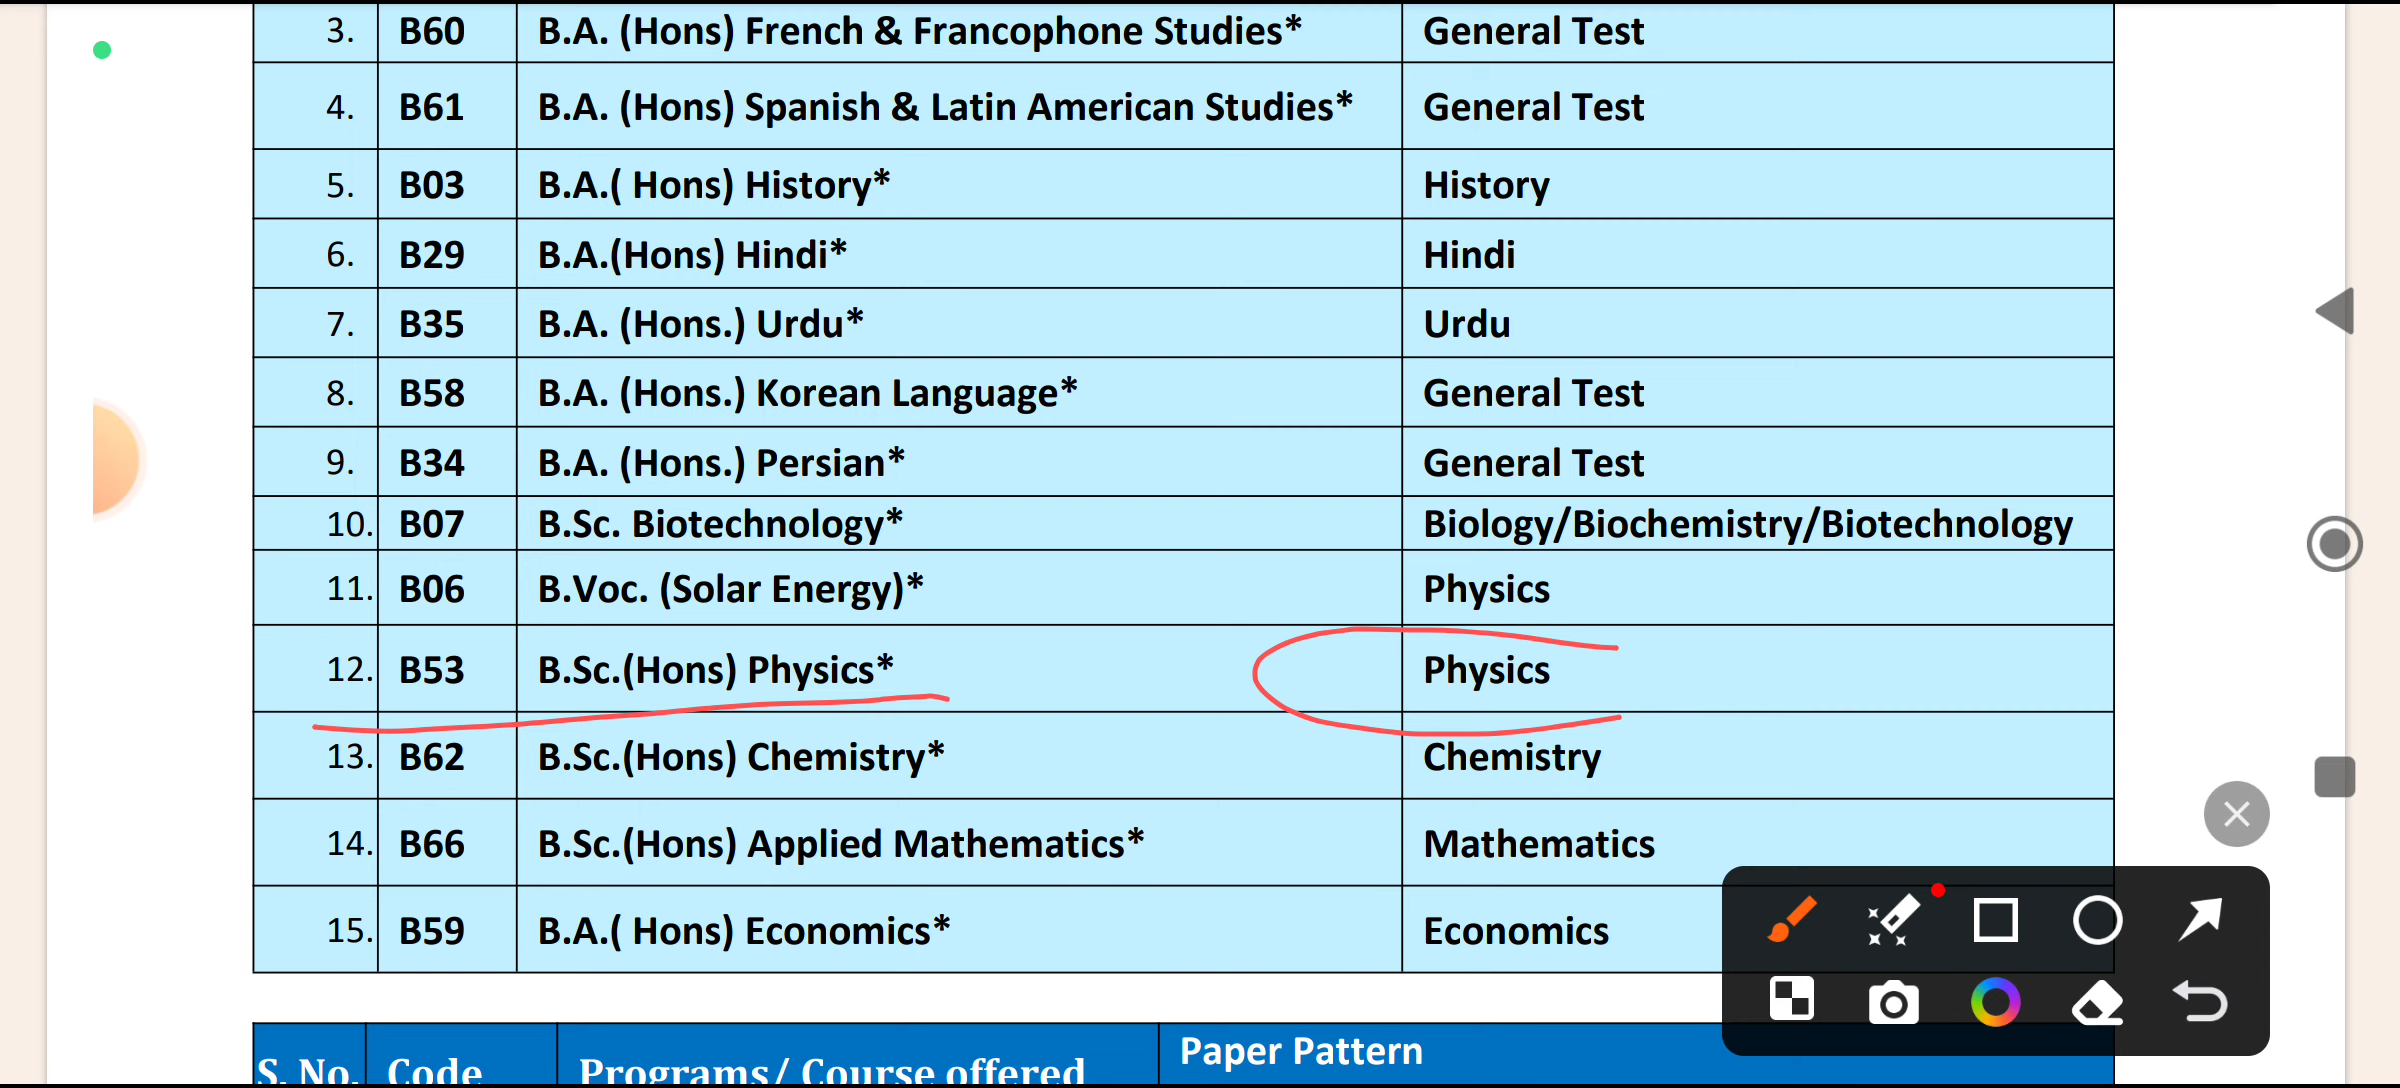 3. B60 B.A. (Hons) French & Francophone Studies* General Test
4. B61 B.A. (Hons) Spanish & Latin American Studies* General Test
5. B03 B.A.( Hons) History* History
6. B29 B.A.(Hons) Hindi* Hindi
7. B35 B.A. (Hons.) Urdu* Urdu
8. B58 B.A. (Hons.) Korean Language* General Test
9. B34 B.A. (Hons.) Persian* General Test
10. B07 B.Sc. Biotechnology* Biology/Biochemistry/Biotechnology
11. B06 B.Voc. (Solar Energy)* Physics
12. B53 B.Sc.(Hons) Physics* Physics
13. B62 B.Sc.(Hons) Chemistry* Chemistry
14. B66 B.Sc.(Hons) Applied Mathematics* Mathematics
15. B59 B.A.( Hons) Economics* Economics
S. No. Code Programs/ Course offered Paper Pattern